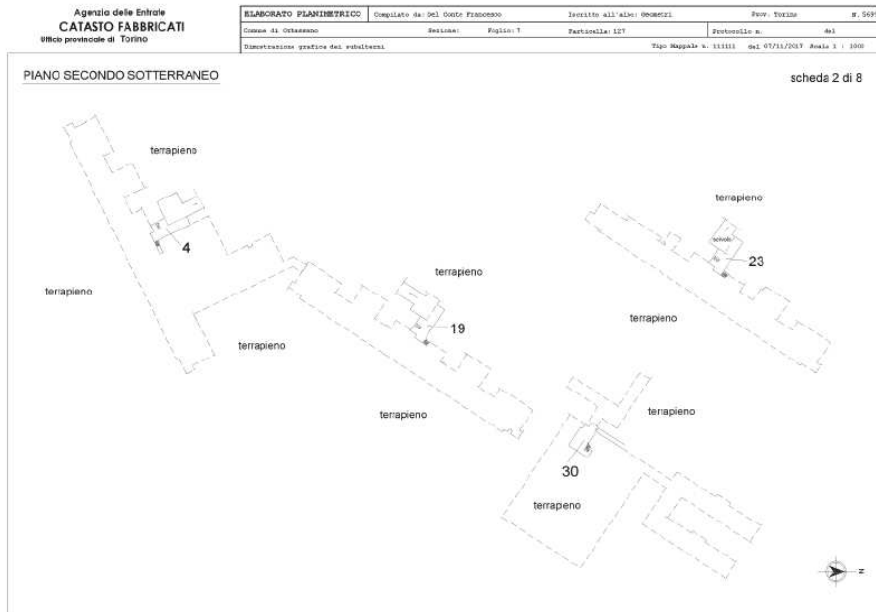 Agenzia delle Entrate
CATASTO FABBRICATI
Ufficio provinciale di Torino
ELABORATO PLANIMETRICO
Compilato da: Del Conte Francesco
Iscritto all'albo: Geometri
Prov. Torino
N. 5695
Comune di Orbassano
Sezione: Foglio: 7 Particella: 127
Protocollo n. del
Dimostrazione grafica dei subalterni
Tipo Mappale n. 111111 del 07/11/2017 Scala 1 : 1000
PIANO SECONDO SOTTERRANEO
scheda 2 di 8
terrapieno
terrapieno
scivolo
4
23
terrapieno
terrapieno
terrapieno
19
terrapieno
terrapieno
terrapieno
30
terrapeno
N